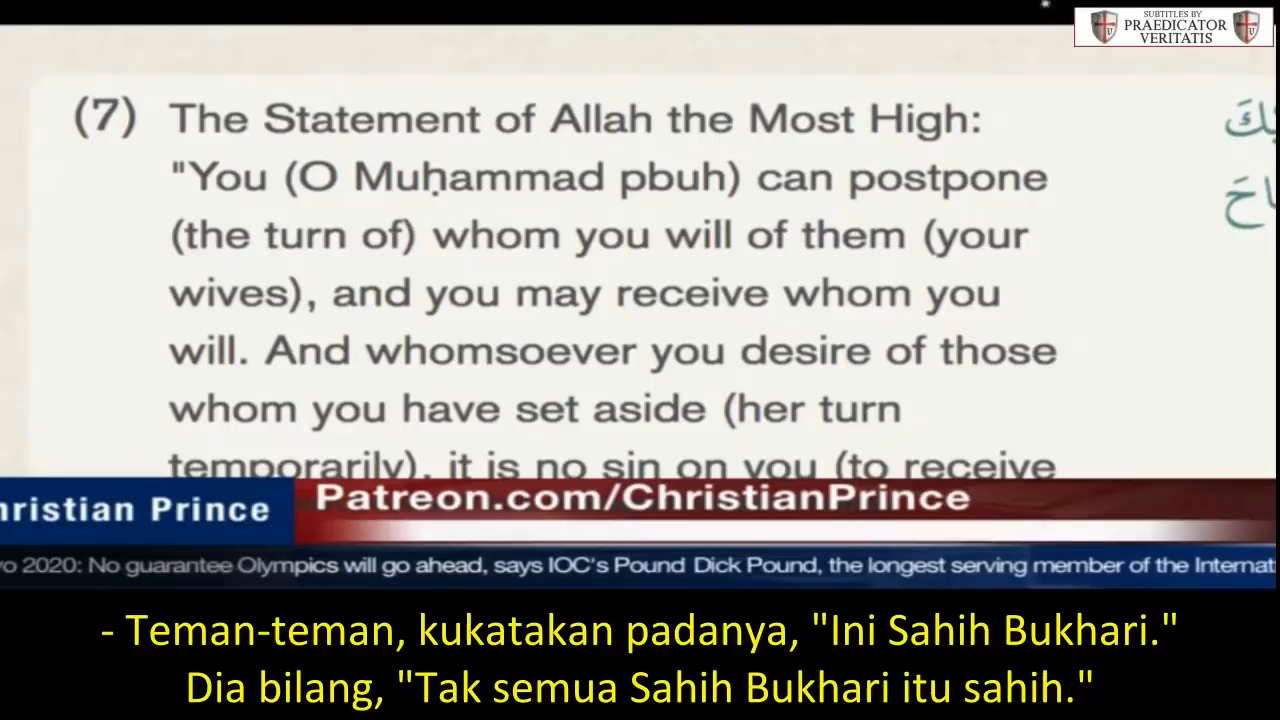 SUBTITLES BY
PRAEDICATOR
VERITATIS
(7) The Statement of Allah the Most High:
"You (O Muḥammad pbuh) can postpone
(the turn of) whom you will of them (your
wives), and you may receive whom you
will. And whomsoever you desire of those
whom you have set aside (her turn
temporarily), it is no sin on you (to receive
hristian Prince
Patreon.com/ChristianPrince
yo 2020: No guarantee Olympics will go ahead, says IOC's Pound Dick Pound, the longest serving member of the Internat
- Teman-teman, kukatakan padanya, "Ini Sahih Bukhari."
Dia bilang, "Tak semua Sahih Bukhari itu sahih."